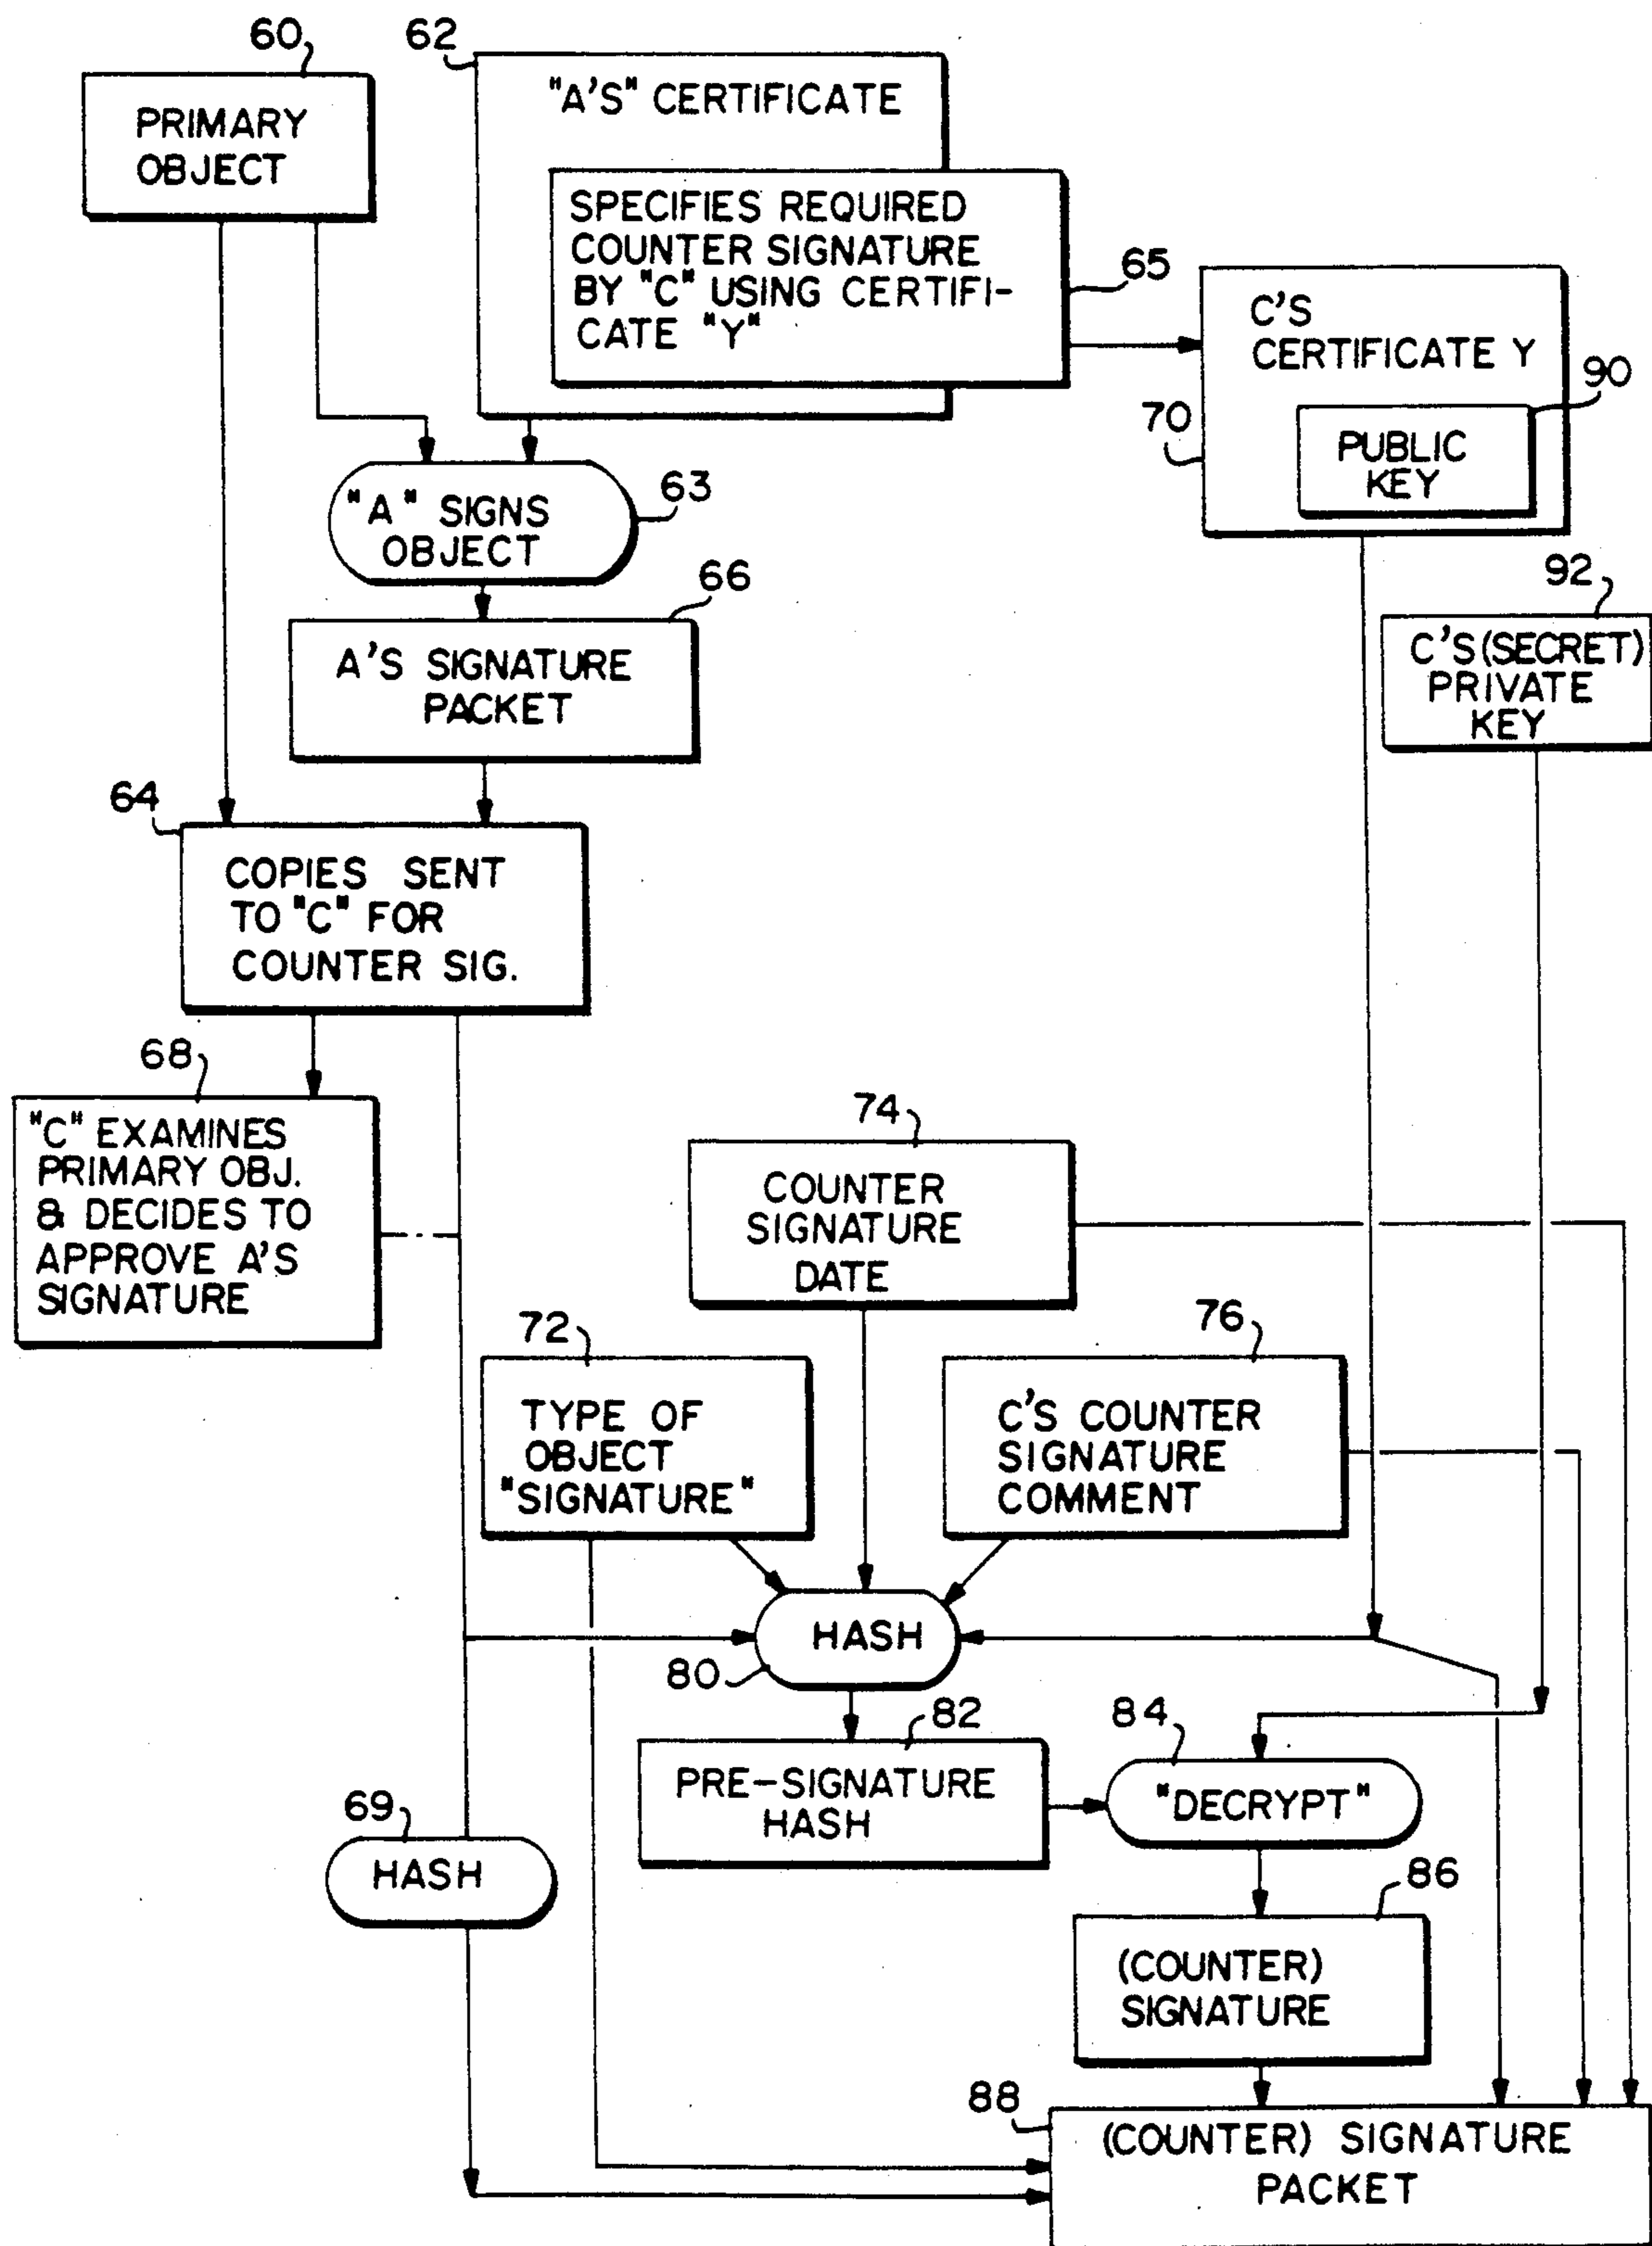 60
PRIMARY
OBJECT
62
"A'S" CERTIFICATE
SPECIFIES REQUIRED
COUNTER SIGNATURE
BY "C" USING CERTIFI-
CATE "Y"
65
C'S
CERTIFICATE Y
70
90
PUBLIC
KEY
"A" SIGNS
OBJECT
63
66
A'S SIGNATURE
PACKET
92
C'S (SECRET)
PRIVATE
KEY
64
COPIES SENT
TO "C" FOR
COUNTER SIG.
68
"C" EXAMINES
PRIMARY OBJ.
& DECIDES TO
APPROVE A'S
SIGNATURE
74
COUNTER
SIGNATURE
DATE
72
TYPE OF
OBJECT
"SIGNATURE"
76
C'S COUNTER
SIGNATURE
COMMENT
HASH
80
82
PRE-SIGNATURE
HASH
84
"DECRYPT"
69
HASH
86
(COUNTER)
SIGNATURE
88
(COUNTER) SIGNATURE
PACKET